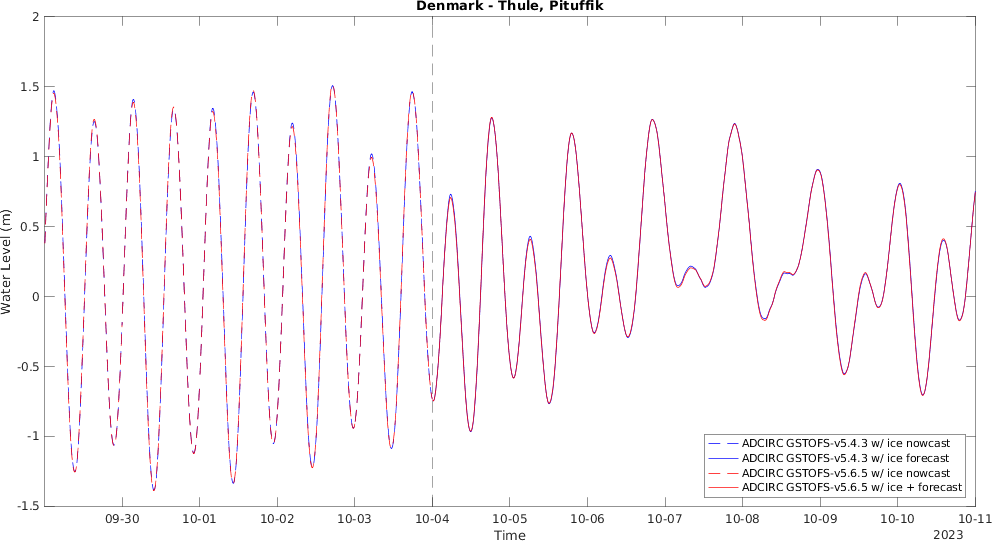 Denmark - Thule, Pituffik
2
1.5
1
0.5
0
-0.5
-1
-1.5
Water Level (m)
ADCIRC GSTOFS-v5.4.3 w/ ice nowcast
ADCIRC GSTOFS-v5.4.3 w/ ice forecast
ADCIRC GSTOFS-v5.6.5 w/ ice nowcast
ADCIRC GSTOFS-v5.6.5 w/ ice + forecast
09-30 10-01 10-02 10-03 10-04 10-05 10-06 10-07 10-08 10-09 10-10 10-11
Time
2023